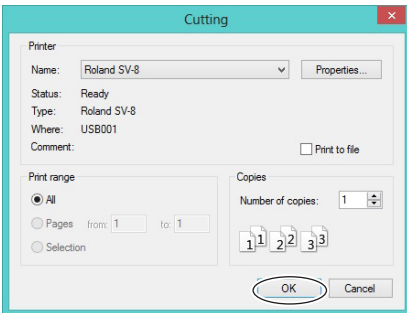 Cutting
Printer
Name: Roland SV-8 Properties...
Status: Ready
Type: Roland SV-8
Where: USB001
Comment: Print to file
Print range
All
Pages from: 1 to: 1
Selection
Copies
Number of copies: 1
1 1 2 2 3 3
OK Cancel